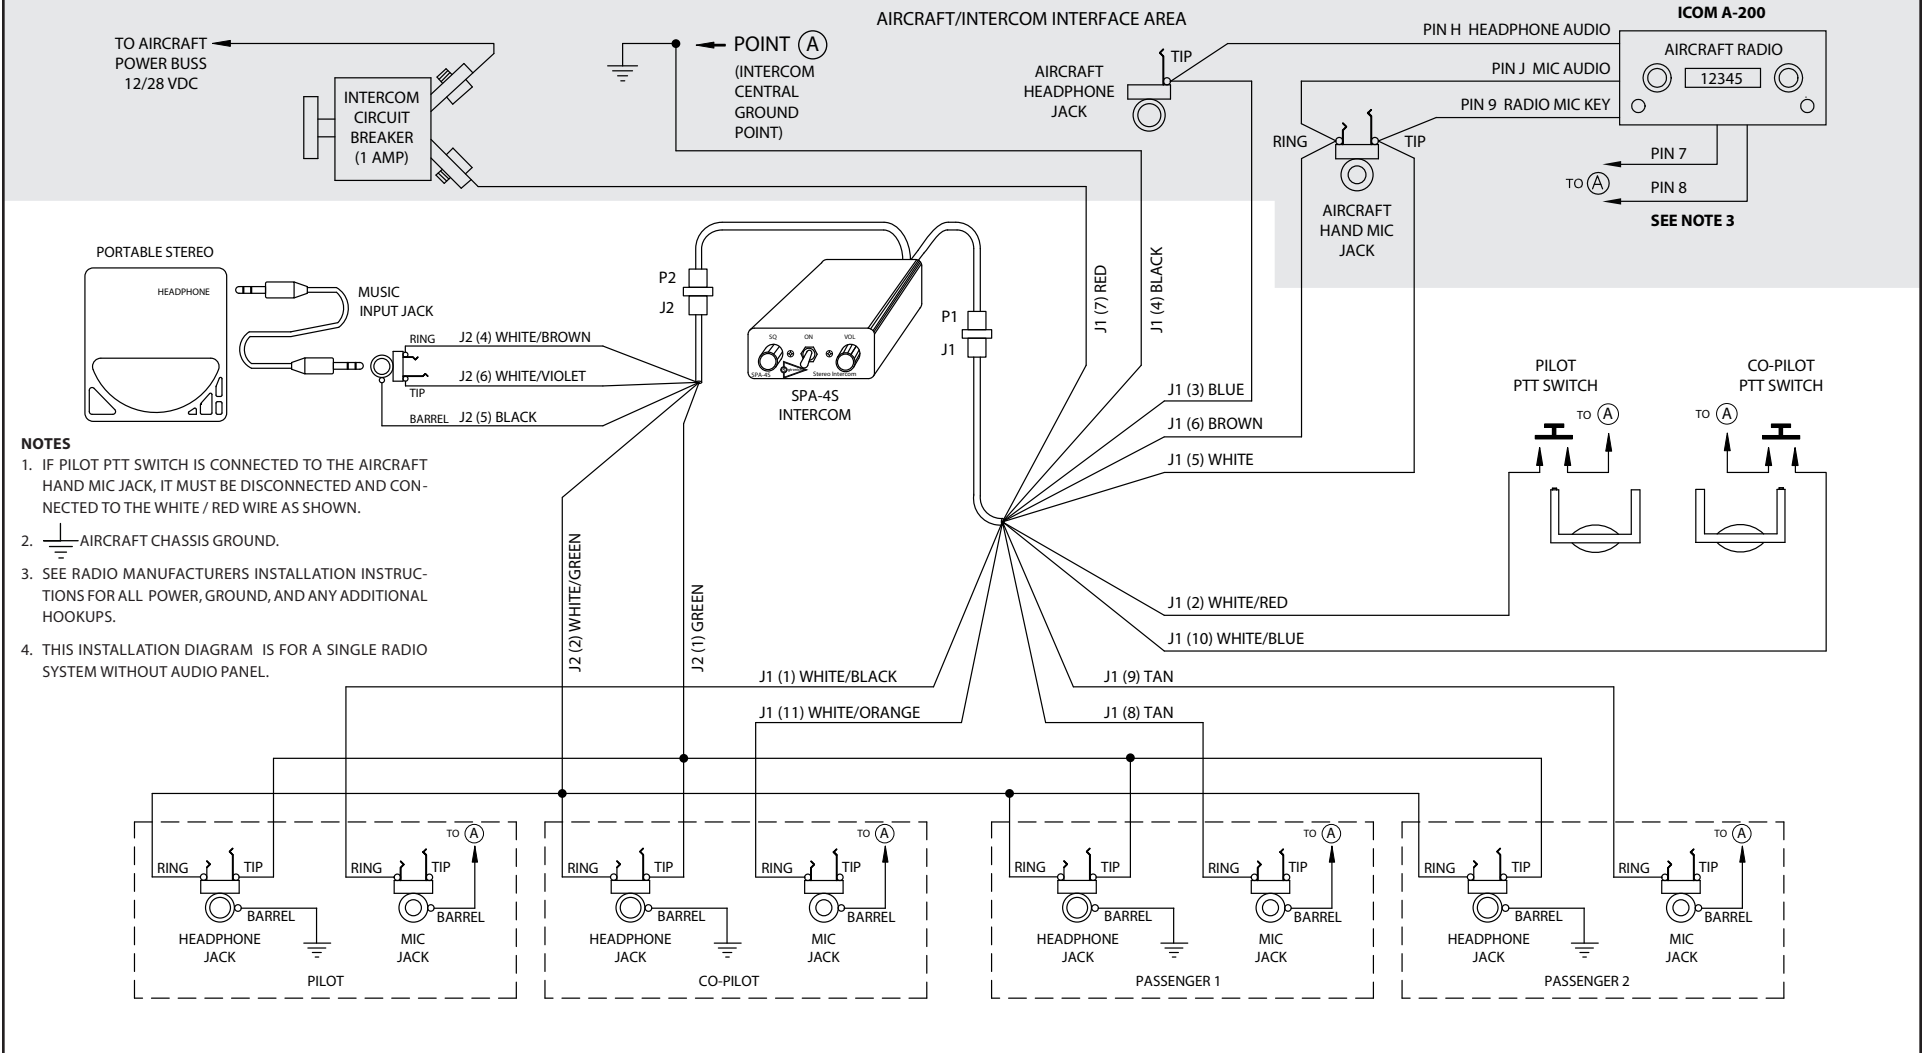 AIRCRAFT/INTERCOM INTERFACE AREA
ICOM A-200
TO AIRCRAFT
POWER BUSS
12/28 VDC
INTERCOM
CIRCUIT
BREAKER
(1 AMP)
POINT A
(INTERCOM
CENTRAL
GROUND
POINT)
AIRCRAFT
HEADPHONE
JACK
TIP
PIN H HEADPHONE AUDIO
PIN J MIC AUDIO
PIN 9 RADIO MIC KEY
AIRCRAFT RADIO
12345
RING
TIP
AIRCRAFT
HAND MIC
JACK
PIN 7
TO A
PIN 8
SEE NOTE 3
PORTABLE STEREO
HEADPHONE
MUSIC
INPUT JACK
RING
J2 (4) WHITE/BROWN
J2 (6) WHITE/VIOLET
TIP
BARREL
J2 (5) BLACK
P2
J2
SQ
ON
VOL
SPA-4S
Stereo Intercom
SPA-4S
INTERCOM
P1
J1
J1 (7) RED
J1 (4) BLACK
J1 (3) BLUE
J1 (6) BROWN
J1 (5) WHITE
PILOT
PTT SWITCH
TO A
CO-PILOT
PTT SWITCH
TO A
NOTES
1. IF PILOT PTT SWITCH IS CONNECTED TO THE AIRCRAFT
HAND MIC JACK, IT MUST BE DISCONNECTED AND CON-
NECTED TO THE WHITE / RED WIRE AS SHOWN.
2. AIRCRAFT CHASSIS GROUND.
3. SEE RADIO MANUFACTURERS INSTALLATION INSTRUC-
TIONS FOR ALL POWER, GROUND, AND ANY ADDITIONAL
HOOKUPS.
4. THIS INSTALLATION DIAGRAM IS FOR A SINGLE RADIO
SYSTEM WITHOUT AUDIO PANEL.
J2 (2) WHITE/GREEN
J2 (1) GREEN
J1 (2) WHITE/RED
J1 (10) WHITE/BLUE
J1 (1) WHITE/BLACK
J1 (11) WHITE/ORANGE
J1 (9) TAN
J1 (8) TAN
RING
TIP
BARREL
HEADPHONE
JACK
RING
TIP
TO A
BARREL
MIC
JACK
PILOT
RING
TIP
BARREL
HEADPHONE
JACK
RING
TIP
TO A
BARREL
MIC
JACK
CO-PILOT
RING
TIP
BARREL
HEADPHONE
JACK
RING
TIP
TO A
BARREL
MIC
JACK
PASSENGER 1
RING
TIP
BARREL
HEADPHONE
JACK
RING
TIP
TO A
BARREL
MIC
JACK
PASSENGER 2